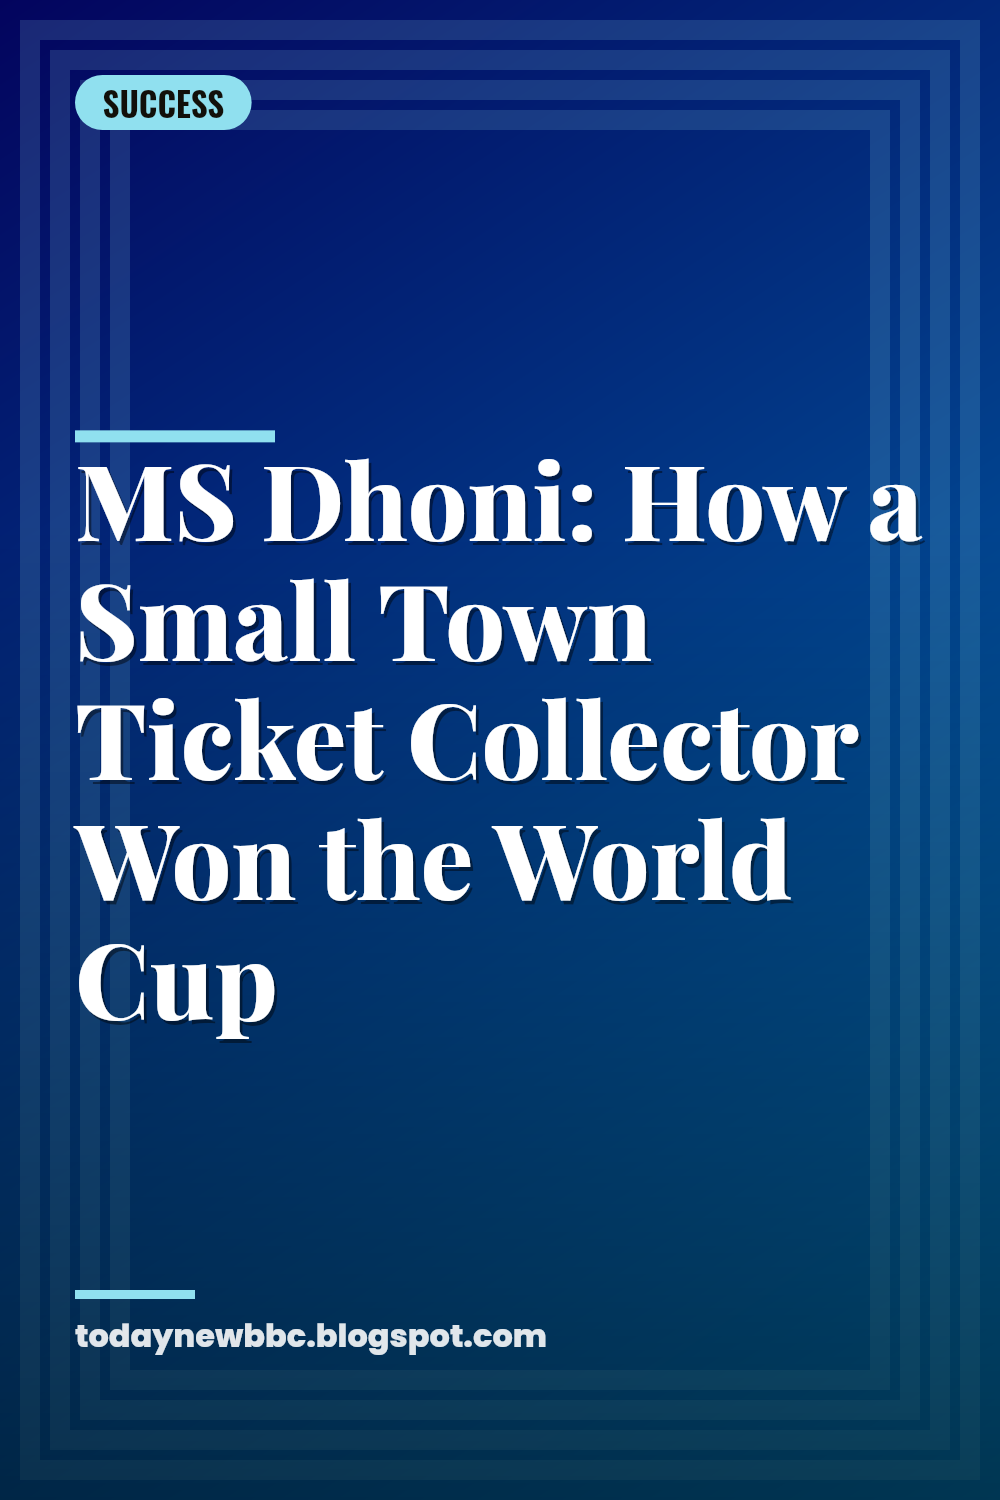 SUCCESS
MS Dhoni: How a
Small Town
Ticket Collector
Won the World
Cup
todaynewbbc.blogspot.com